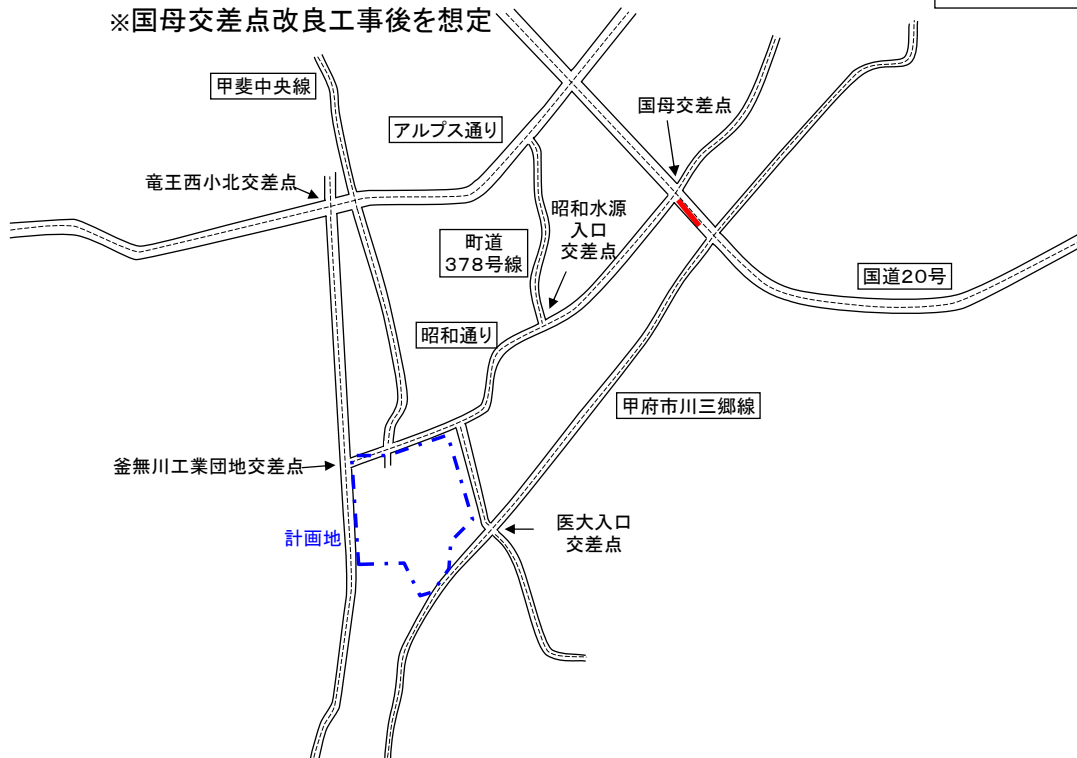 ※国母交差点改良工事後を想定
甲斐中央線
国母交差点
アルプス通り
竜王西小北交差点
昭和水源
入口
交差点
町道
378号線
国道20号
昭和通り
甲府市川三郷線
釜無川工業団地交差点
医大入口
交差点
計画地